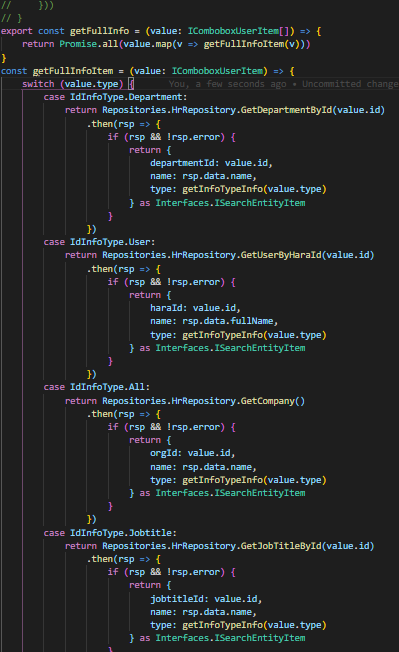 //     }))
// }
export const getFullInfo = (value: IComboboxUserItem[]) => {
    return Promise.all(value.map(v => getFullInfoItem(v)))
}
const getFullInfoItem = (value: IComboboxUserItem) => {
    switch (value.type) {     You, a few seconds ago • Uncommitted change
        case IdInfoType.Department:
            return Repositories.HrRepository.GetDepartmentById(value.id)
                .then(rsp => {
                    if (rsp && !rsp.error) {
                        return {
                            departmentId: value.id,
                            name: rsp.data.name,
                            type: getInfoTypeInfo(value.type)
                        } as Interfaces.ISearchEntityItem
                    }
                })
        case IdInfoType.User:
            return Repositories.HrRepository.GetUserByHaraId(value.id)
                .then(rsp => {
                    if (rsp && !rsp.error) {
                        return {
                            haraId: value.id,
                            name: rsp.data.fullName,
                            type: getInfoTypeInfo(value.type)
                        } as Interfaces.ISearchEntityItem
                    }
                })
        case IdInfoType.All:
            return Repositories.HrRepository.GetCompany()
                .then(rsp => {
                    if (rsp && !rsp.error) {
                        return {
                            orgId: value.id,
                            name: rsp.data.name,
                            type: getInfoTypeInfo(value.type)
                        } as Interfaces.ISearchEntityItem
                    }
                })
        case IdInfoType.Jobtitle:
            return Repositories.HrRepository.GetJobTitleById(value.id)
                .then(rsp => {
                    if (rsp && !rsp.error) {
                        return {
                            jobtitleId: value.id,
                            name: rsp.data.name,
                            type: getInfoTypeInfo(value.type)
                        } as Interfaces.ISearchEntityItem
                    }